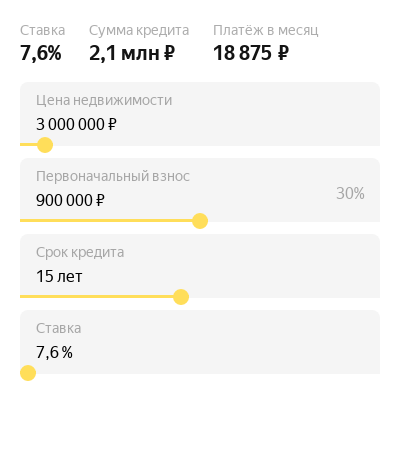 Ставка Сумма кредита Платёж в месяц
7,6% 2,1 млн ₽ 18 875 ₽
Цена недвижимости
3 000 000 ₽
Первоначальный взнос
900 000 ₽ 30%
Срок кредита
15 лет
Ставка
7,6 %